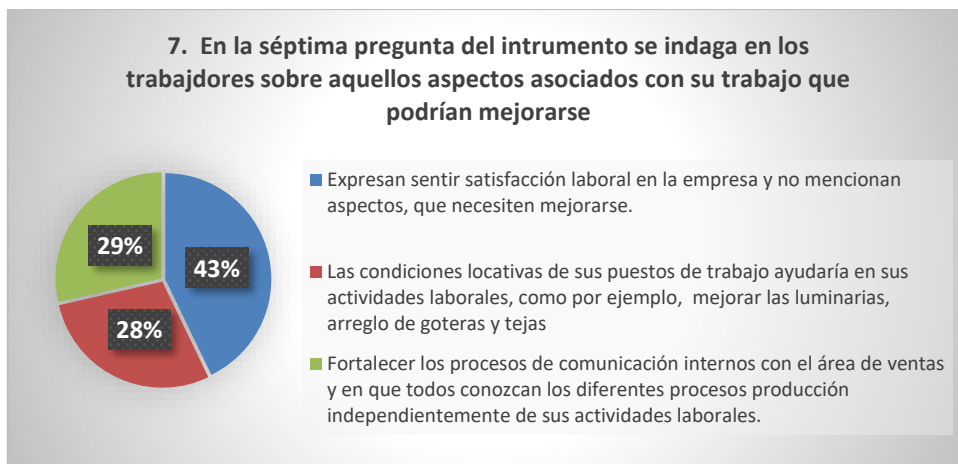 7. En la séptima pregunta del intrumento se indaga en los
trabajdores sobre aquellos aspectos asociados con su trabajo que
podrían mejorarse
29%
43%
28%
Expresan sentir satisfacción laboral en la empresa y no mencionan
aspectos, que necesiten mejorarse.
Las condiciones locativas de sus puestos de trabajo ayudaría en sus
actividades laborales, como por ejemplo, mejorar las luminarias,
arreglo de goteras y tejas
Fortalecer los procesos de comunicación internos con el área de ventas
y en que todos conozcan los diferentes procesos producción
independientemente de sus actividades laborales.